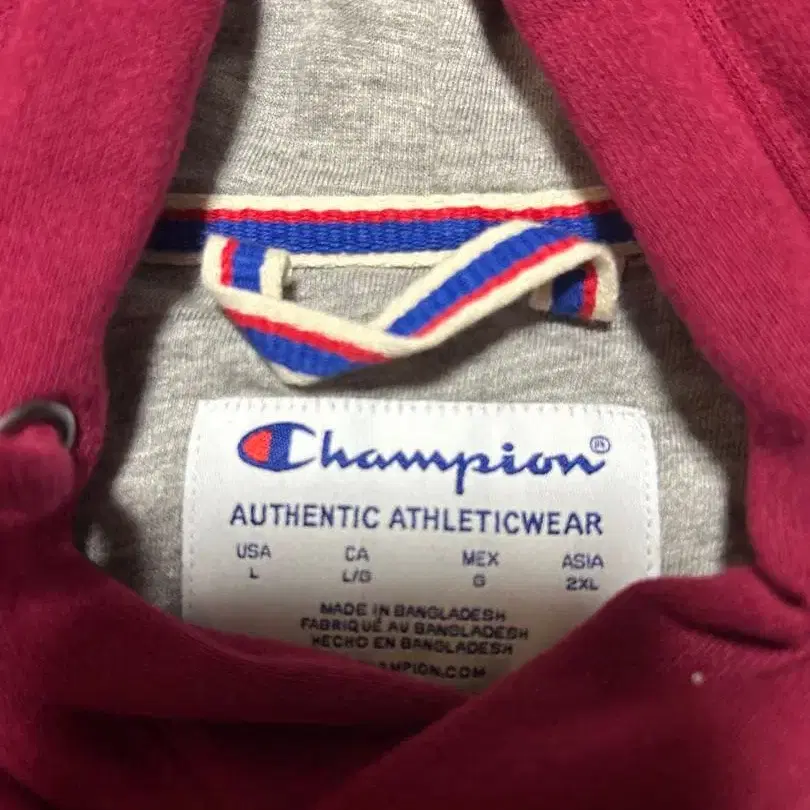 Champion®
AUTHENTIC ATHLETICWEAR
USA CA MEX ASIA
L L/G G 2XL
MADE IN BANGLADESH
FABRIQUÉ AU BANGLADESH
HECHO EN BANGLADESH
CHAMPION.COM